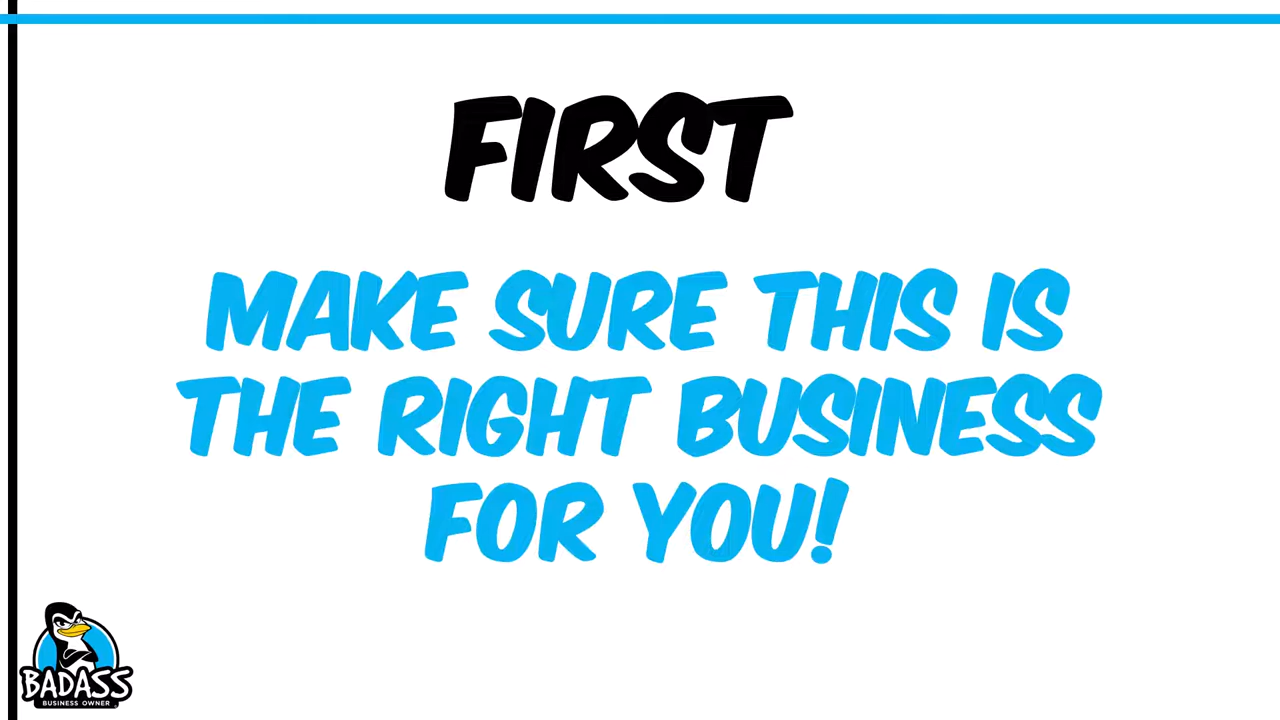 FIRST
MAKE SURE THIS IS
THE RIGHT BUSINESS
FOR YOU!
BADASS
BUSINESS OWNER